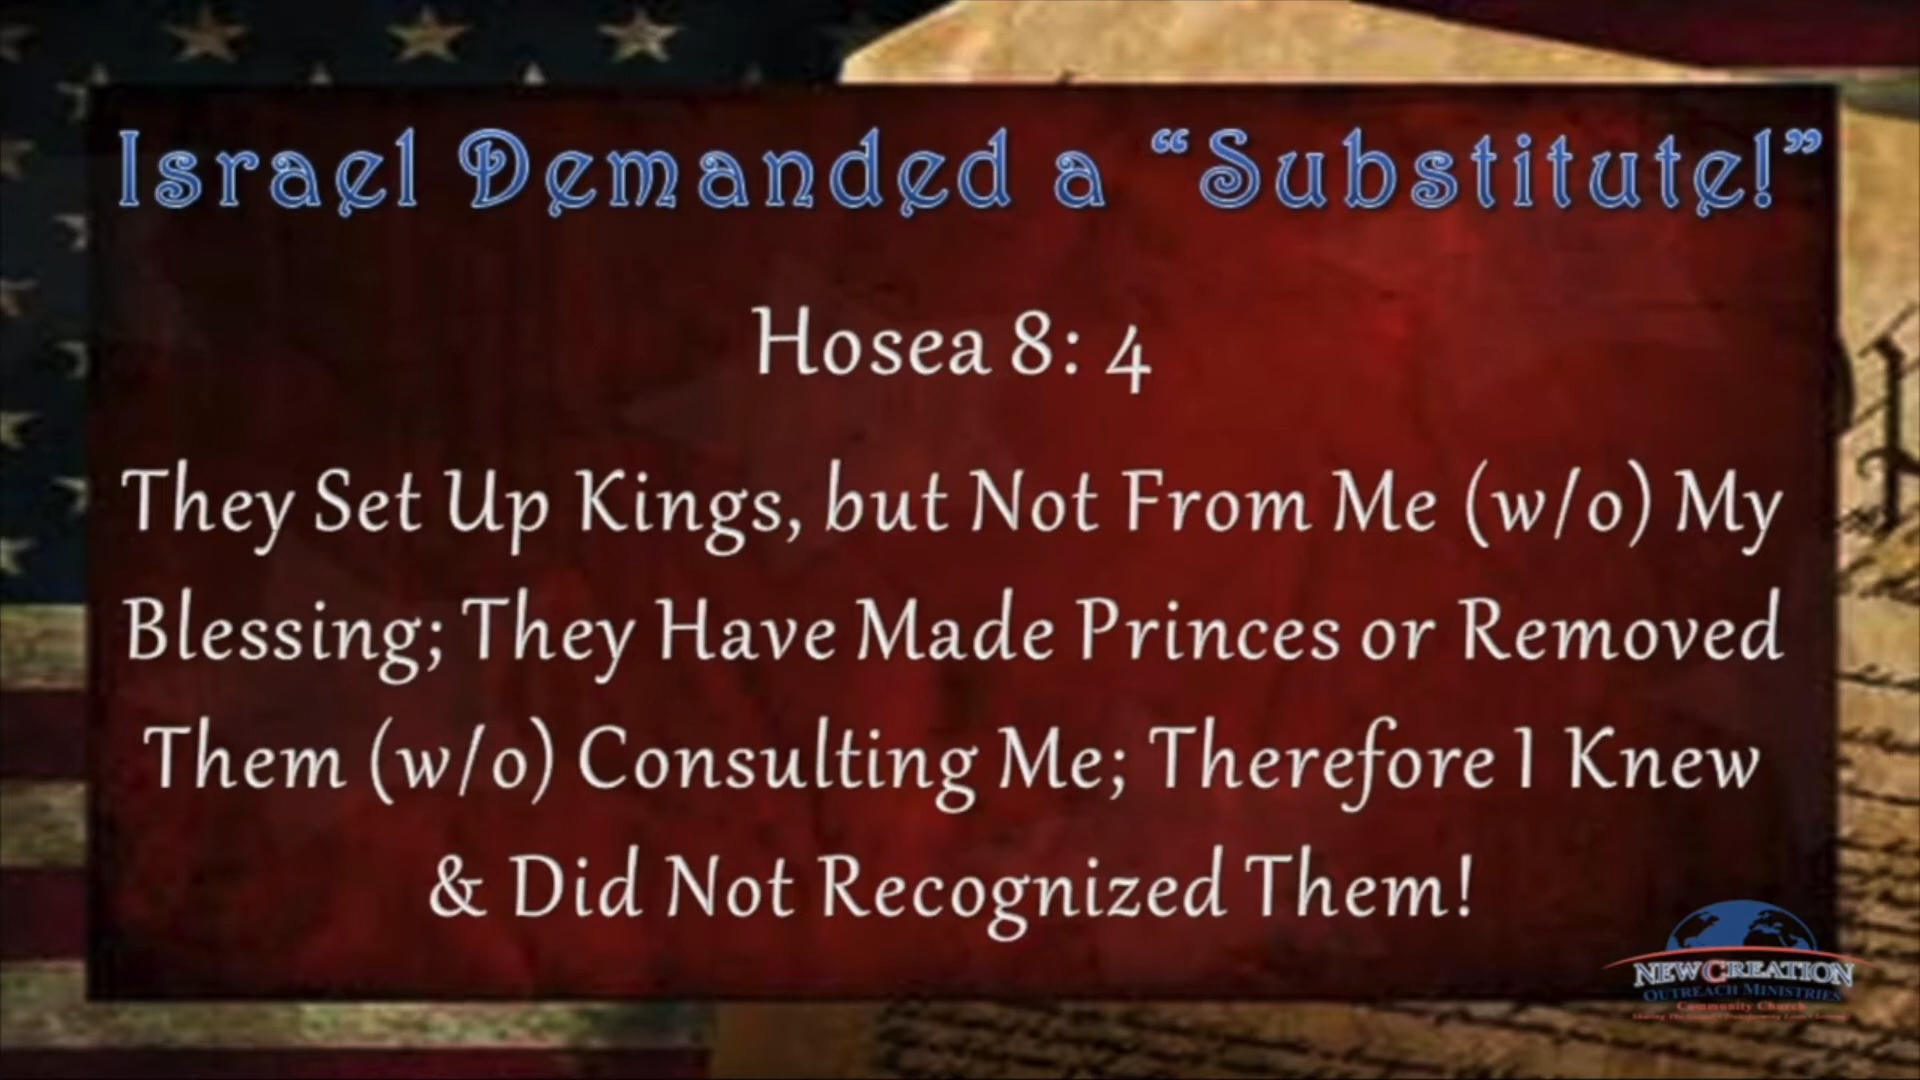 Israel Demanded a “Substitute!”
Hosea 8: 4
They Set Up Kings, but Not From Me (w/o) My
Blessing; They Have Made Princes or Removed
Them (w/o) Consulting Me; Therefore I Knew
& Did Not Recognized Them!
NEW CREATION
OUTREACH MINISTRIES
Community Church